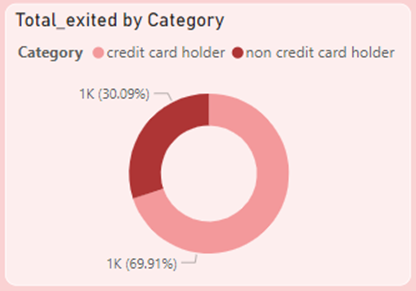 Total_exited by Category
Category credit card holder non credit card holder
1K (30.09%)
1K (69.91%)